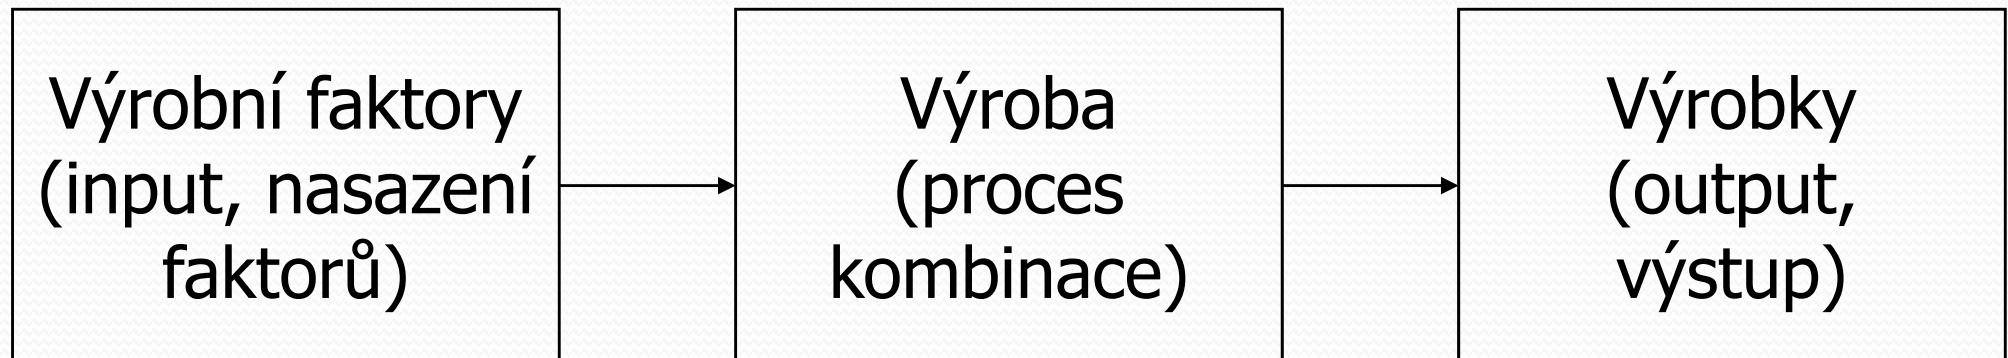 Výrobní faktory
(input, nasazení
faktorů)
Výroba
(proces
kombinace)
Výrobky
(output,
výstup)